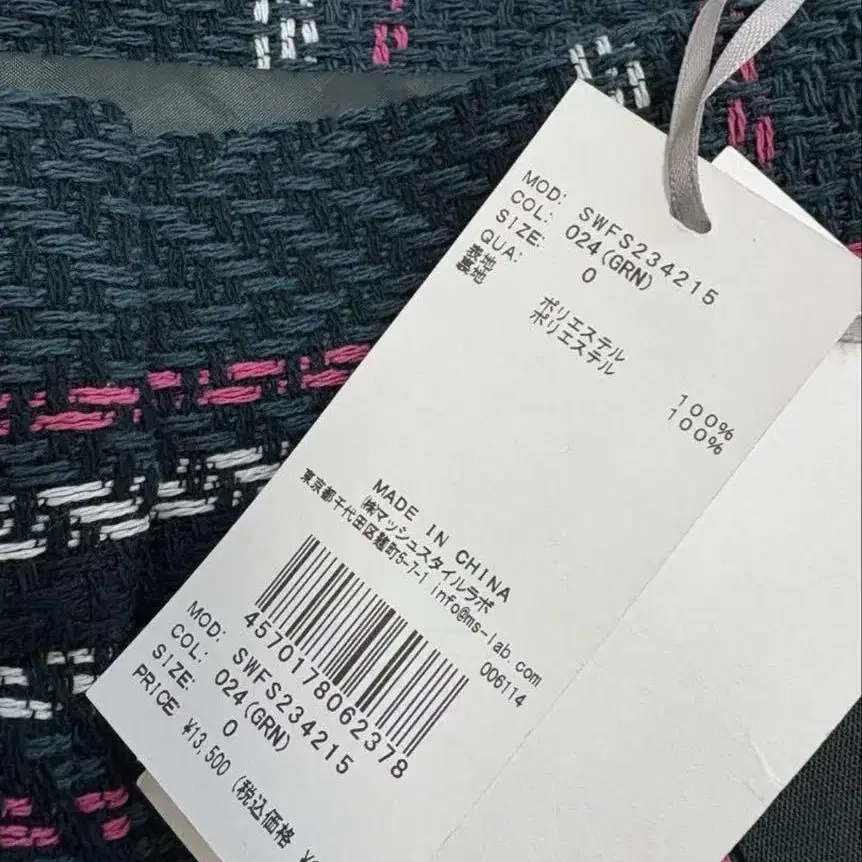 MOD: SWFS234215
COL: 024(GRN)
SIZE: 0
QUA:
表地 ポリエステル 100%
裏地 ポリエステル 100%
MADE IN CHINA
㈱マッシュスタイルラボ
東京都千代田区麹町5-7-1 info@ms-lab.com
006114
4570178062378
MOD: SWFS234215
COL: 024(GRN)
SIZE: 0
PRICE ¥13,500 (税込価格